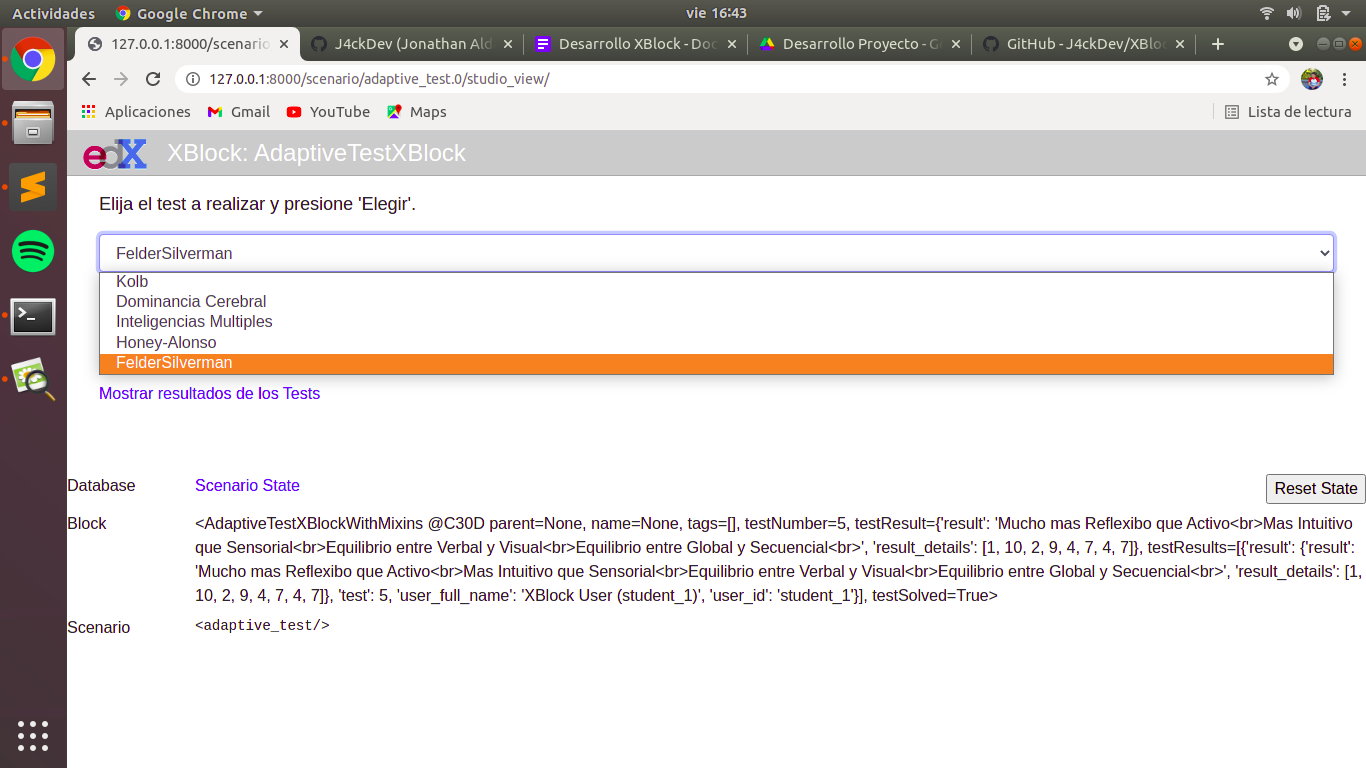 Actividades Google Chrome vie 16:43
127.0.0.1:8000/scenario J4ckDev (Jonathan Ald Desarrollo XBlock - Doc Desarrollo Proyecto - G GitHub - J4ckDev/XBloc
127.0.0.1:8000/scenario/adaptive_test.0/studio_view/
Aplicaciones Gmail YouTube Maps Lista de lectura
edX XBlock: AdaptiveTestXBlock
Elija el test a realizar y presione 'Elegir'.
FelderSilverman
Kolb
Dominancia Cerebral
Inteligencias Multiples
Honey-Alonso
FelderSilverman
Mostrar resultados de los Tests
Database Scenario State Reset State
Block <AdaptiveTestXBlockWithMixins @C30D parent=None, name=None, tags=[], testNumber=5, testResult={'result': 'Mucho mas Reflexibo que Activo<br>Mas Intuitivo
que Sensorial<br>Equilibrio entre Verbal y Visual<br>Equilibrio entre Global y Secuencial<br>', 'result_details': [1, 10, 2, 9, 4, 7, 4, 7]}, testResults=[{'result': {'result':
'Mucho mas Reflexibo que Activo<br>Mas Intuitivo que Sensorial<br>Equilibrio entre Verbal y Visual<br>Equilibrio entre Global y Secuencial<br>', 'result_details': [1,
10, 2, 9, 4, 7, 4, 7]}, 'test': 5, 'user_full_name': 'XBlock User (student_1)', 'user_id': 'student_1'}], testSolved=True>
Scenario <adaptive_test/>